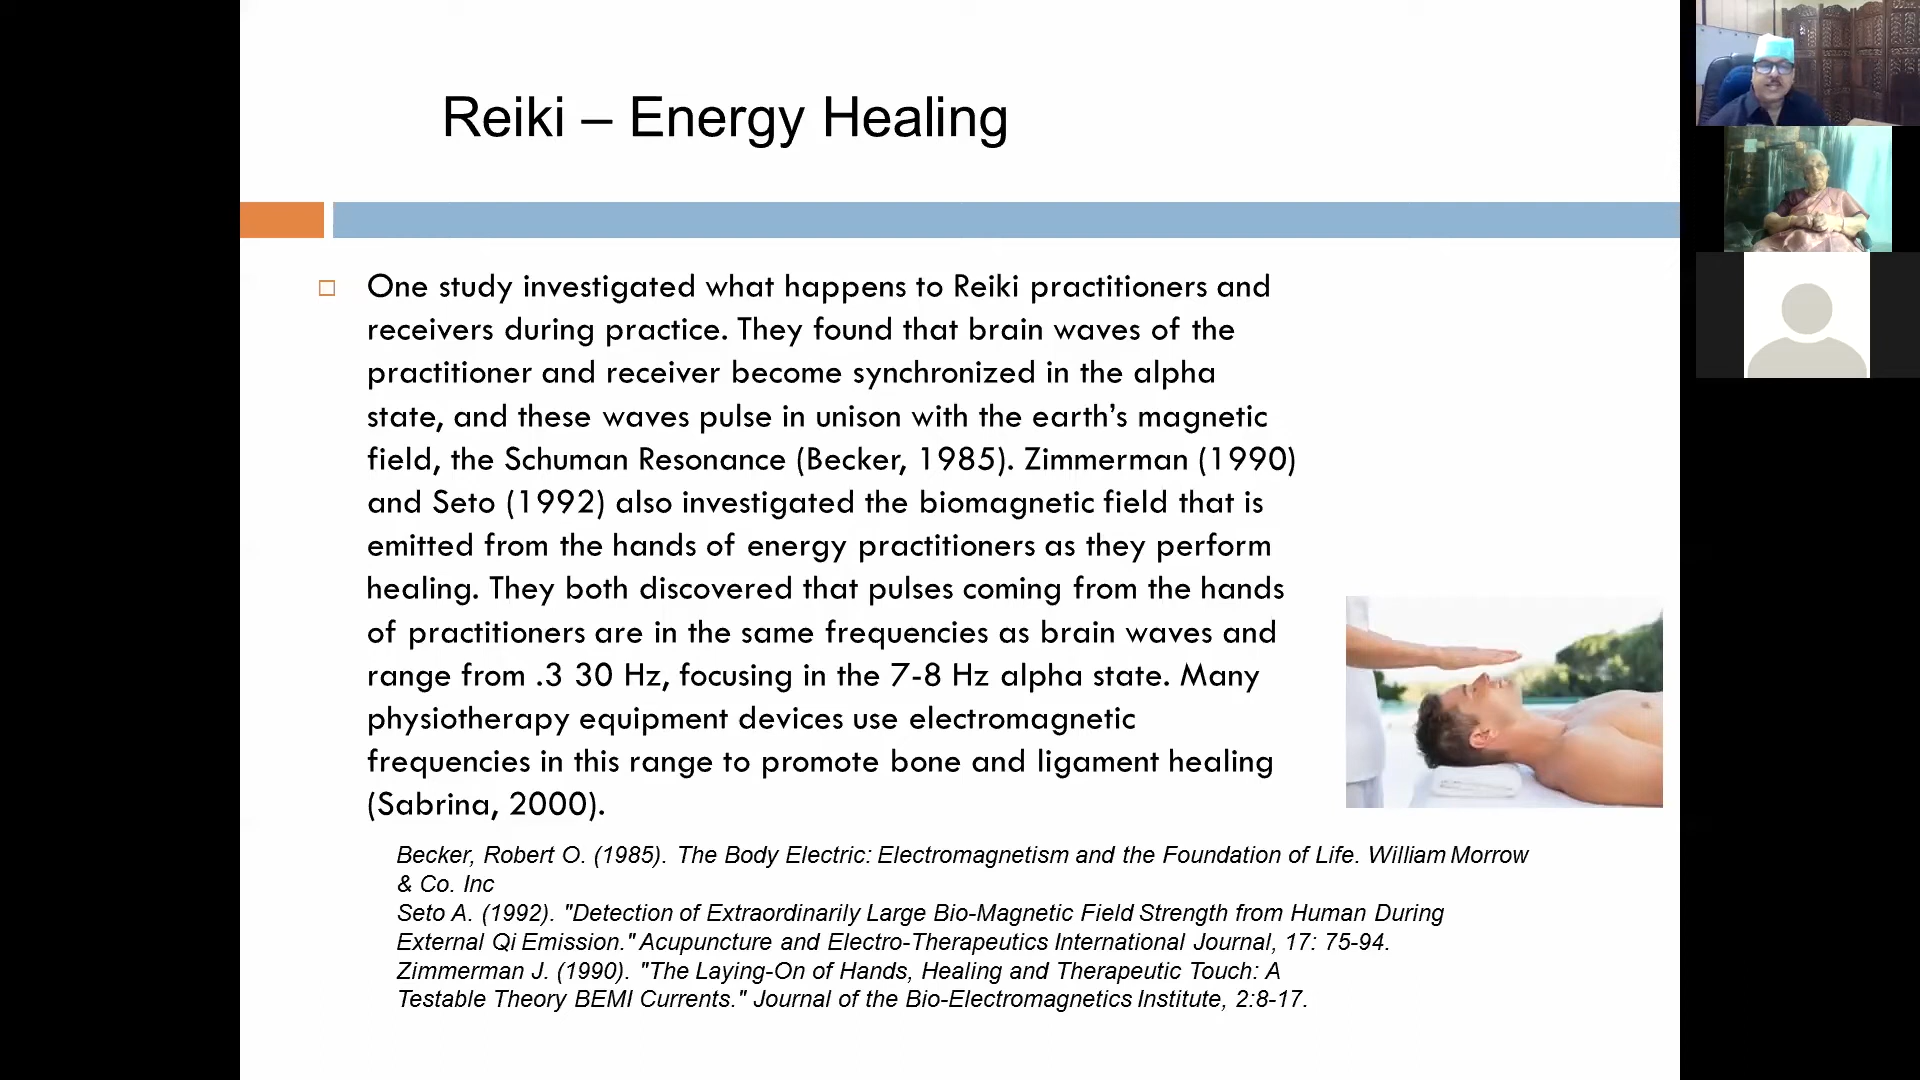 Reiki – Energy Healing
One study investigated what happens to Reiki practitioners and
receivers during practice. They found that brain waves of the
practitioner and receiver become synchronized in the alpha
state, and these waves pulse in unison with the earth’s magnetic
field, the Schuman Resonance (Becker, 1985). Zimmerman (1990)
and Seto (1992) also investigated the biomagnetic field that is
emitted from the hands of energy practitioners as they perform
healing. They both discovered that pulses coming from the hands
of practitioners are in the same frequencies as brain waves and
range from .3 30 Hz, focusing in the 7-8 Hz alpha state. Many
physiotherapy equipment devices use electromagnetic
frequencies in this range to promote bone and ligament healing
(Sabrina, 2000).
Becker, Robert O. (1985). The Body Electric: Electromagnetism and the Foundation of Life. William Morrow
& Co. Inc
Seto A. (1992). "Detection of Extraordinarily Large Bio-Magnetic Field Strength from Human During
External Qi Emission." Acupuncture and Electro-Therapeutics International Journal, 17: 75-94.
Zimmerman J. (1990). "The Laying-On of Hands, Healing and Therapeutic Touch: A
Testable Theory BEMI Currents." Journal of the Bio-Electromagnetics Institute, 2:8-17.